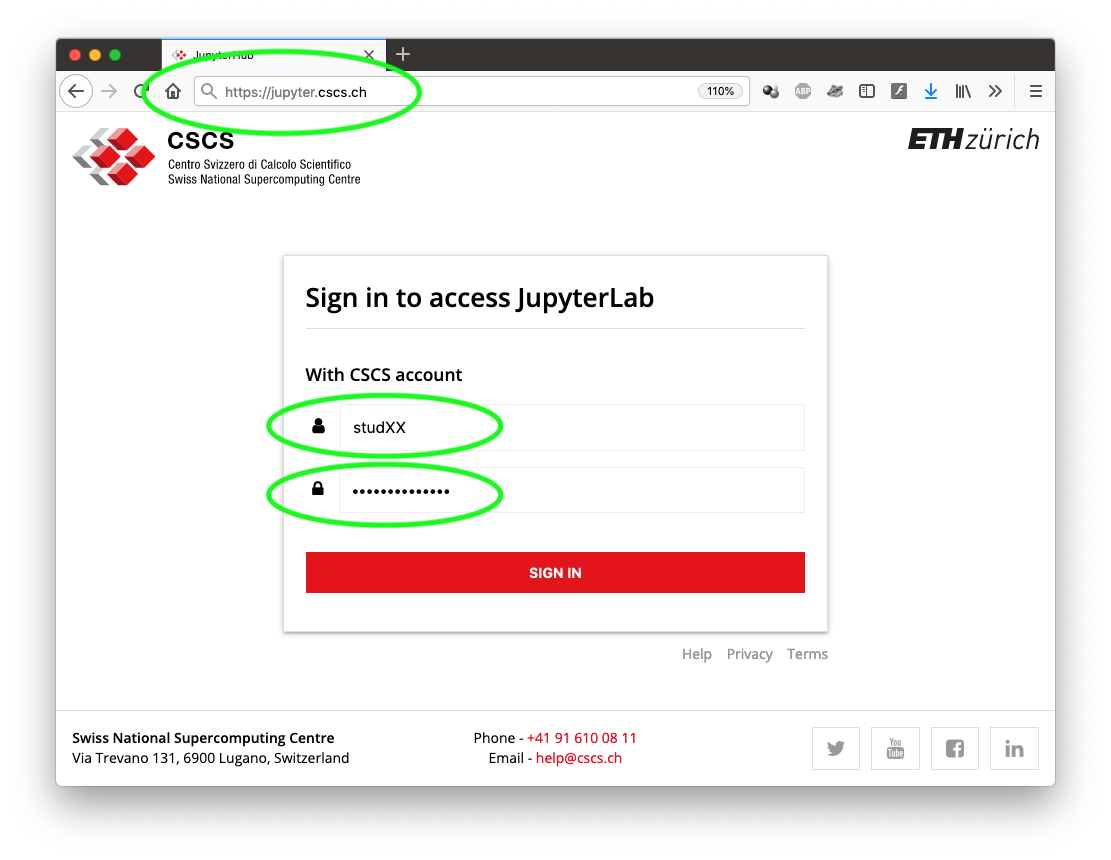 JupyterHub
https://jupyter.cscs.ch
110%
ABP
CSCS
Centro Svizzero di Calcolo Scientifico
Swiss National Supercomputing Centre
ETH zürich
Sign in to access JupyterLab
With CSCS account
studXX
••••••••••••••
SIGN IN
Help Privacy Terms
Swiss National Supercomputing Centre
Via Trevano 131, 6900 Lugano, Switzerland
Phone - +41 91 610 08 11
Email - help@cscs.ch
You
Tube